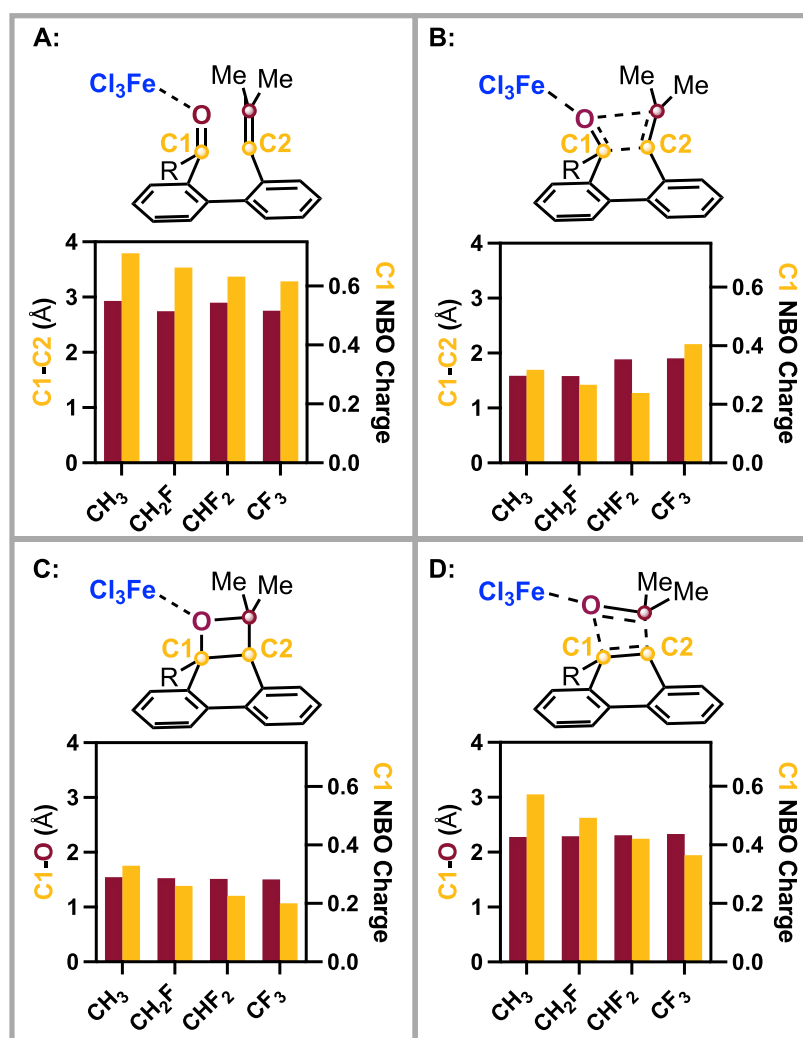 A:
Me
Me
Cl3Fe
O
C1
C2
R
4
3
2
1
0
C1-C2 (Å)
0.6
0.4
0.2
0.0
C1 NBO Charge
CH3
CH2F
CHF2
CF3
B:
Me
Me
Cl3Fe
O
C1
C2
R
4
3
2
1
0
C1-C2 (Å)
0.6
0.4
0.2
0.0
C1 NBO Charge
CH3
CH2F
CHF2
CF3
C:
Me
Me
Cl3Fe
O
C1
C2
R
4
3
2
1
0
C1-O (Å)
0.6
0.4
0.2
0.0
C1 NBO Charge
CH3
CH2F
CHF2
CF3
D:
Me
Me
Cl3Fe
O
C1
C2
R
4
3
2
1
0
C1-O (Å)
0.6
0.4
0.2
0.0
C1 NBO Charge
CH3
CH2F
CHF2
CF3